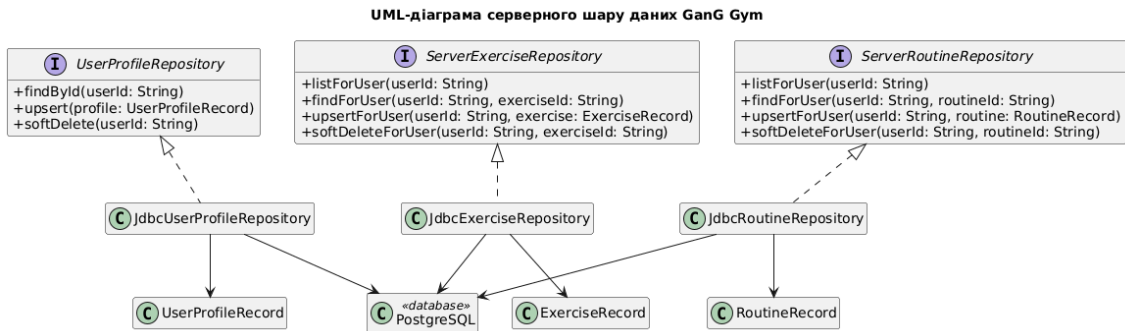 UML-діаграма серверного шару даних GanG Gym
I UserProfileRepository
+findById(userId: String)
+upsert(profile: UserProfileRecord)
+softDelete(userId: String)
I ServerExerciseRepository
+listForUser(userId: String)
+findForUser(userId: String, exerciseId: String)
+upsertForUser(userId: String, exercise: ExerciseRecord)
+softDeleteForUser(userId: String, exerciseId: String)
I ServerRoutineRepository
+listForUser(userId: String)
+findForUser(userId: String, routineId: String)
+upsertForUser(userId: String, routine: RoutineRecord)
+softDeleteForUser(userId: String, routineId: String)
C JdbcUserProfileRepository
C JdbcExerciseRepository
C JdbcRoutineRepository
C UserProfileRecord
C «database»
PostgreSQL
C ExerciseRecord
C RoutineRecord